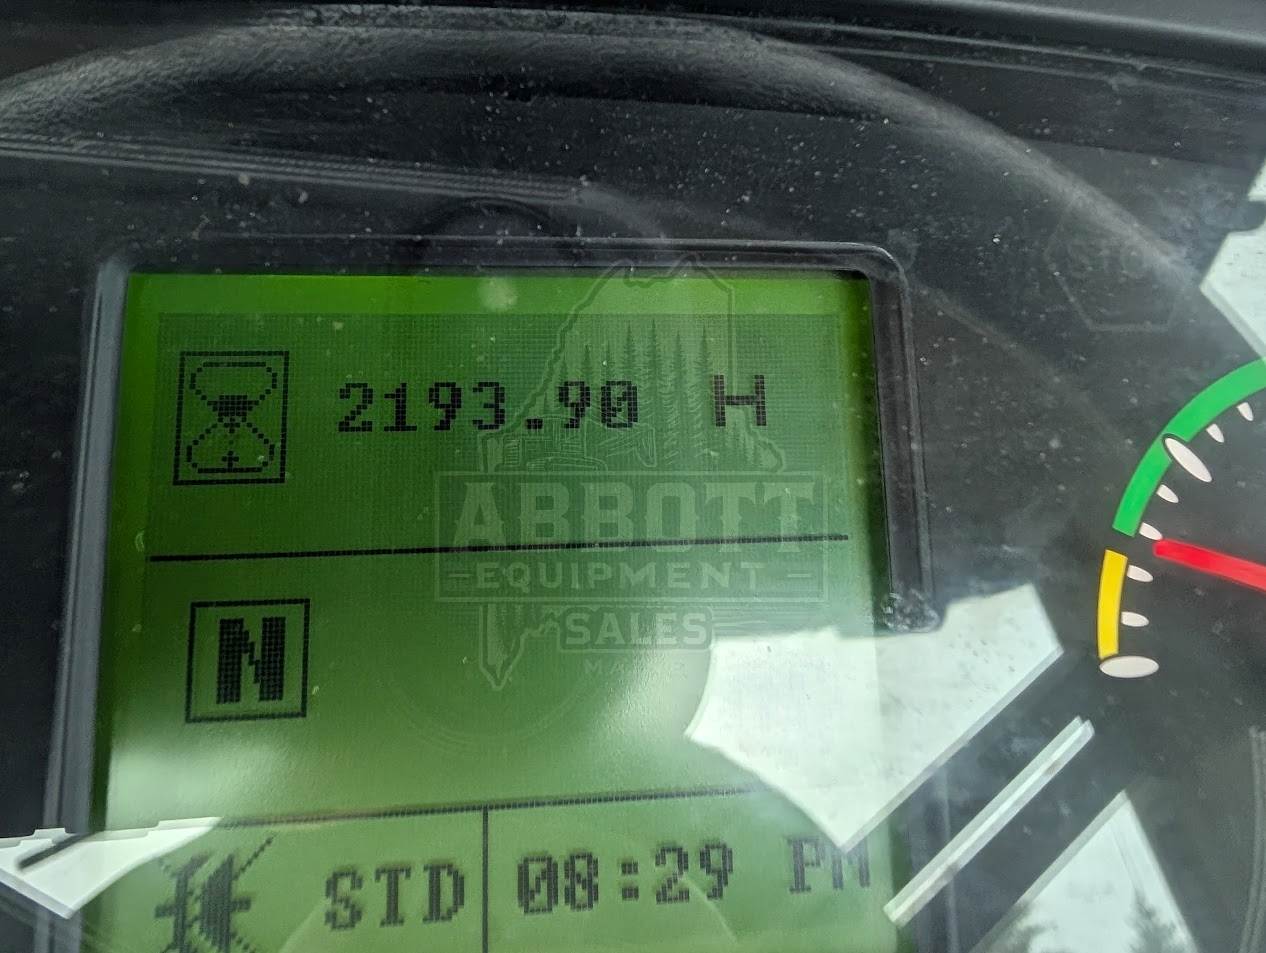 2193.90 H
ABBOTT
EQUIPMENT
SALES
N
STD 08:29 PM